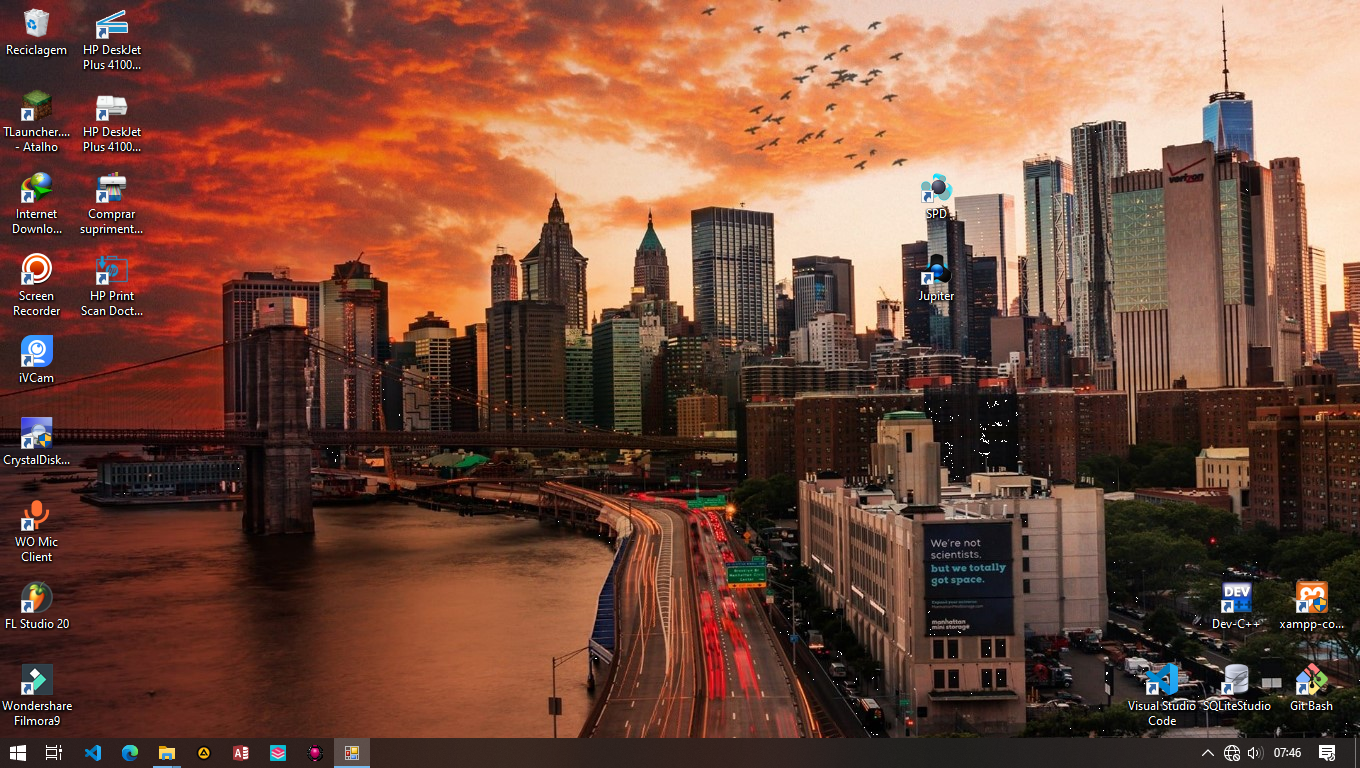 Reciclagem
HP DeskJet
Plus 4100...
TLauncher....
- Atalho
HP DeskJet
Plus 4100...
Internet
Downlo...
Comprar
supriment...
Screen
Recorder
HP Print
Scan Doct...
iVCam
CrystalDisk...
WO Mic
Client
FL Studio 20
Wondershare
Filmora9
SPD
Jupiter
verizon
We're not
scientists.
but we totally
got space.
manhattan
mini storage
DEV
Dev-C++
xampp-co...
Visual Studio
Code
SQLiteStudio
Git Bash
07:46